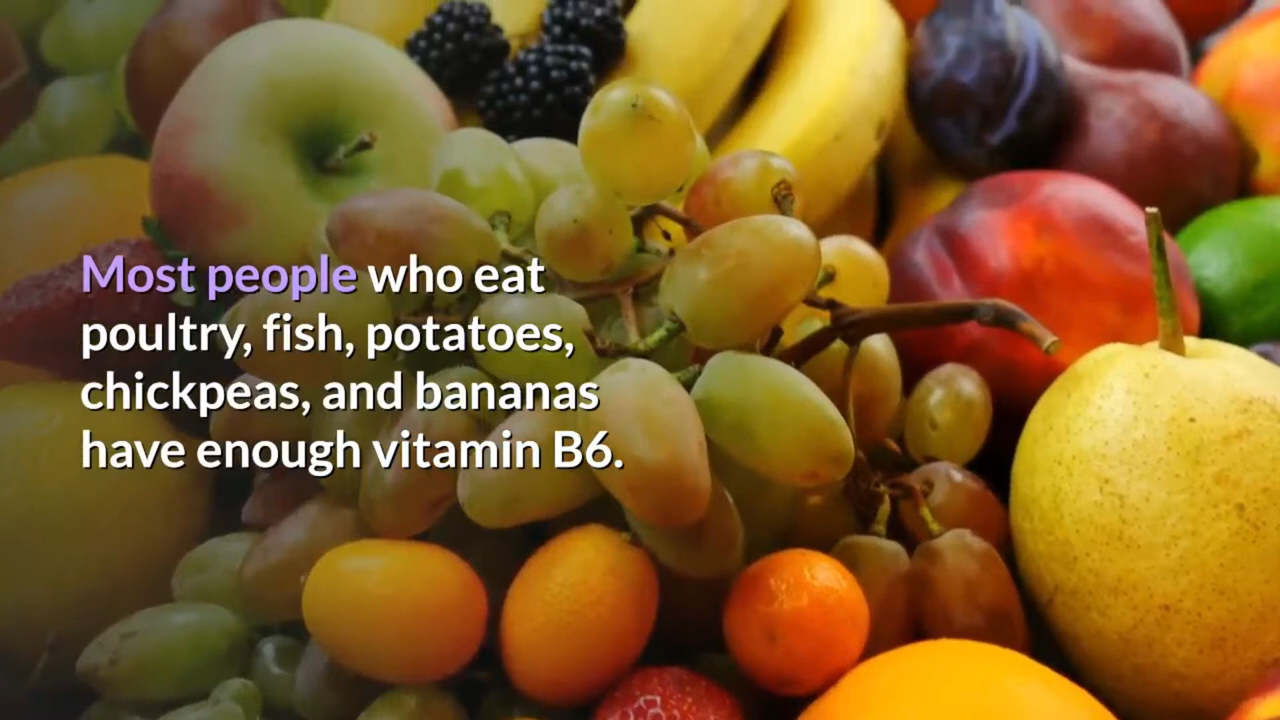 Most people who eat
poultry, fish, potatoes,
chickpeas, and bananas
have enough vitamin B6.